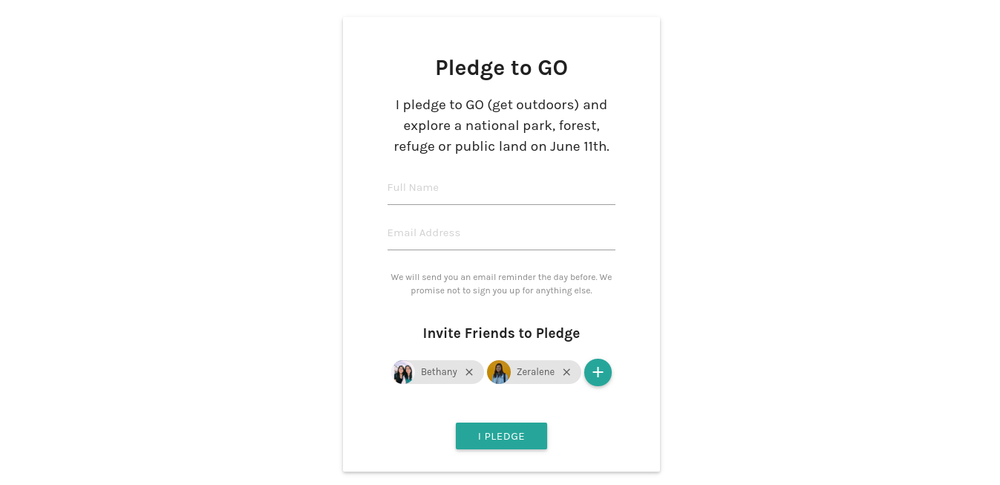 Pledge to GO
I pledge to GO (get outdoors) and
explore a national park, forest,
refuge or public land on June 11th.
Full Name
Email Address
We will send you an email reminder the day before. We
promise not to sign you up for anything else.
Invite Friends to Pledge
Bethany
Zeralene
I PLEDGE